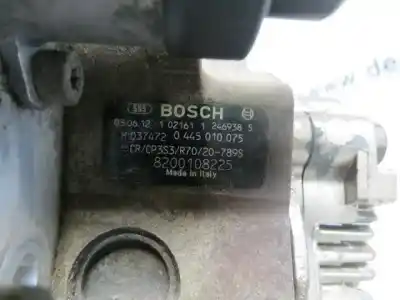 BOSCH
03.06.12 1 02161 1 246938 S
M 037472 0 445 010 075
CR/CP3S3/R70/20-789S
8200108225
Made in Italy